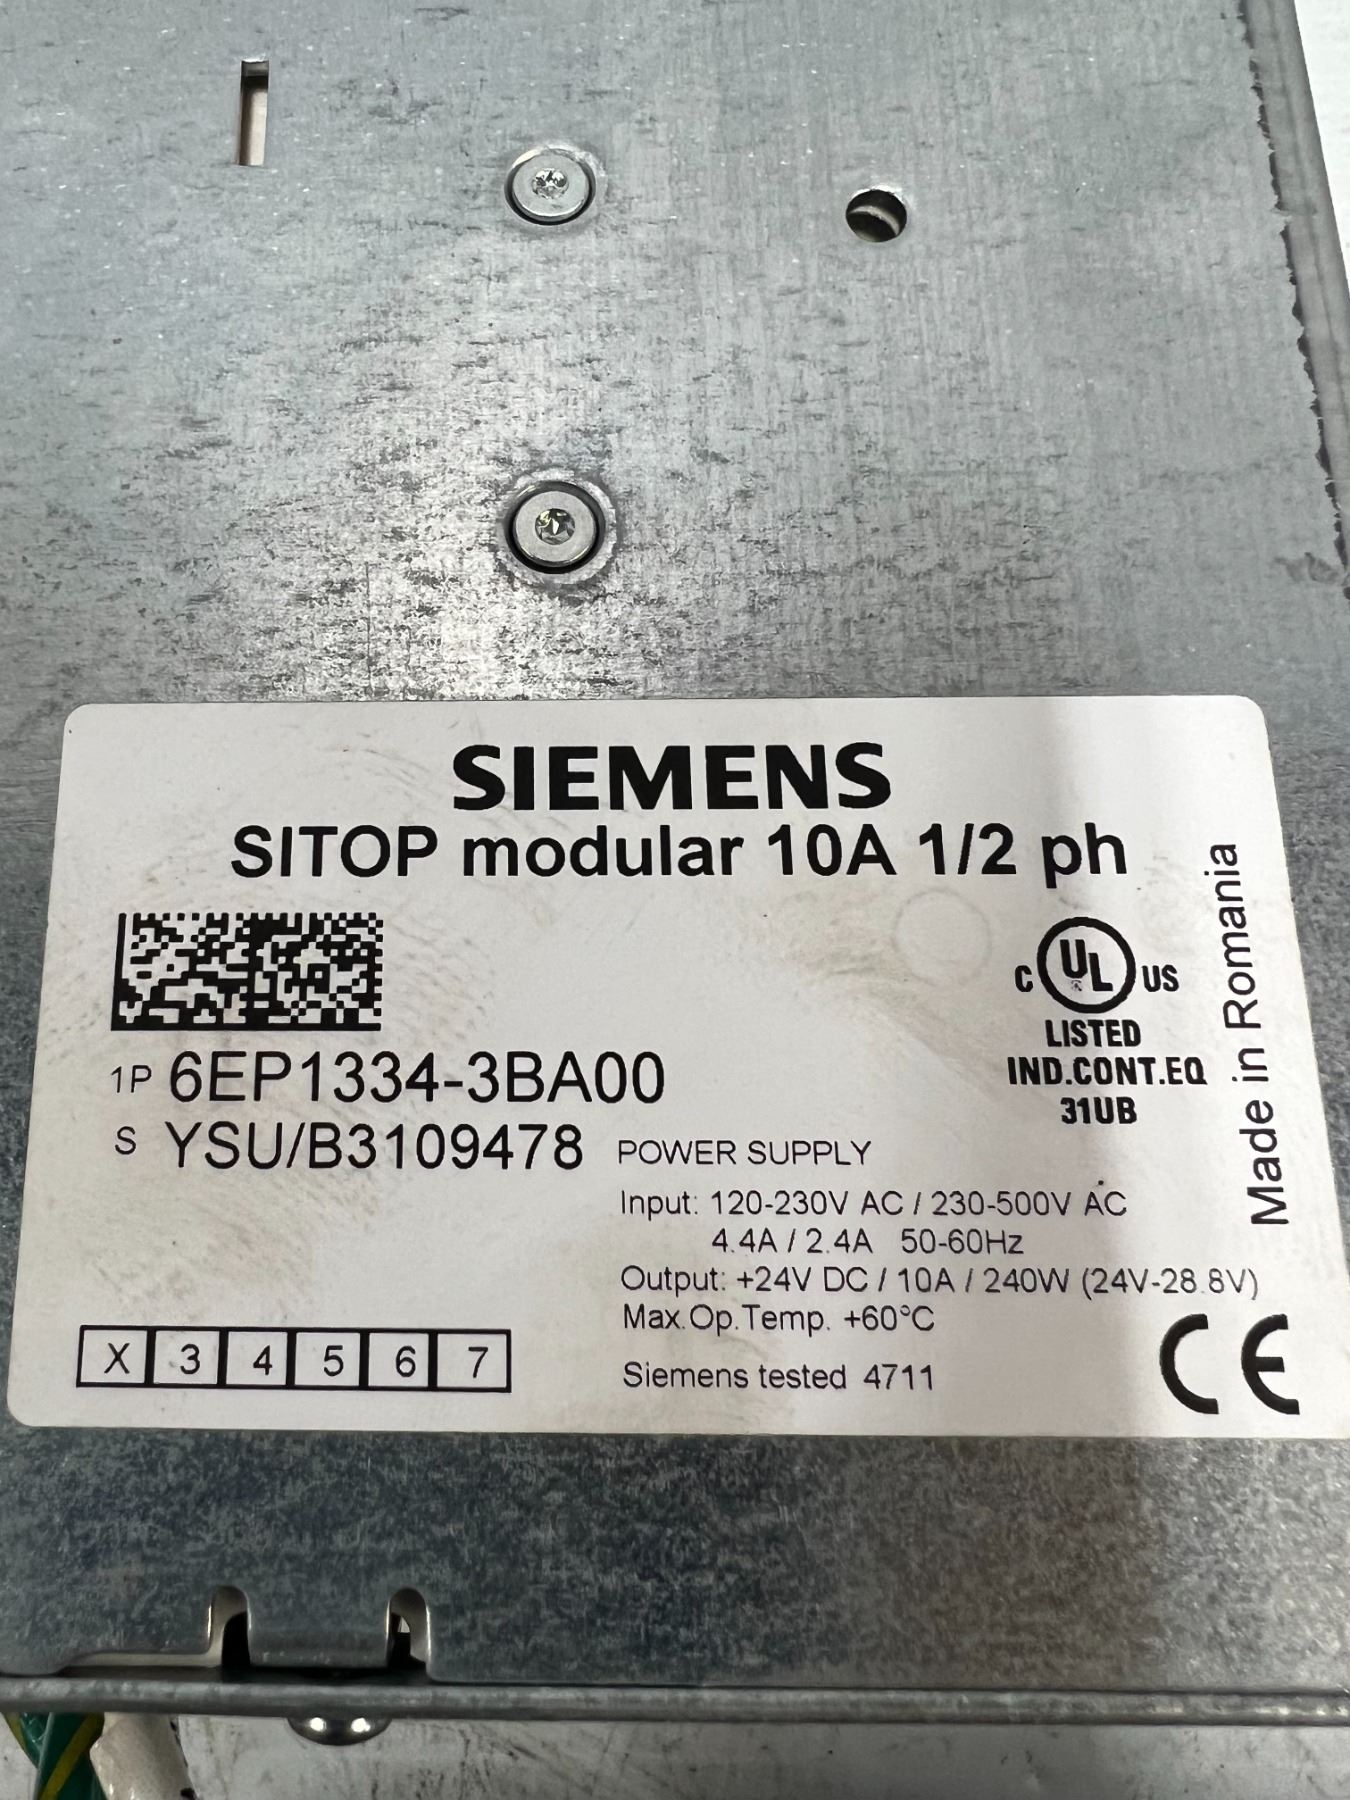 SIEMENS
SITOP modular 10A 1/2 ph
C UL US
LISTED
IND.CONT.EQ
31UB
Made in Romania
1P 6EP1334-3BA00
S YSU/B3109478
POWER SUPPLY
Input: 120-230V AC / 230-500V AC
4.4A / 2.4A 50-60Hz
Output: +24V DC / 10A / 240W (24V-28.8V)
Max.Op.Temp. +60°C
Siemens tested 4711
X 3 4 5 6 7
CE